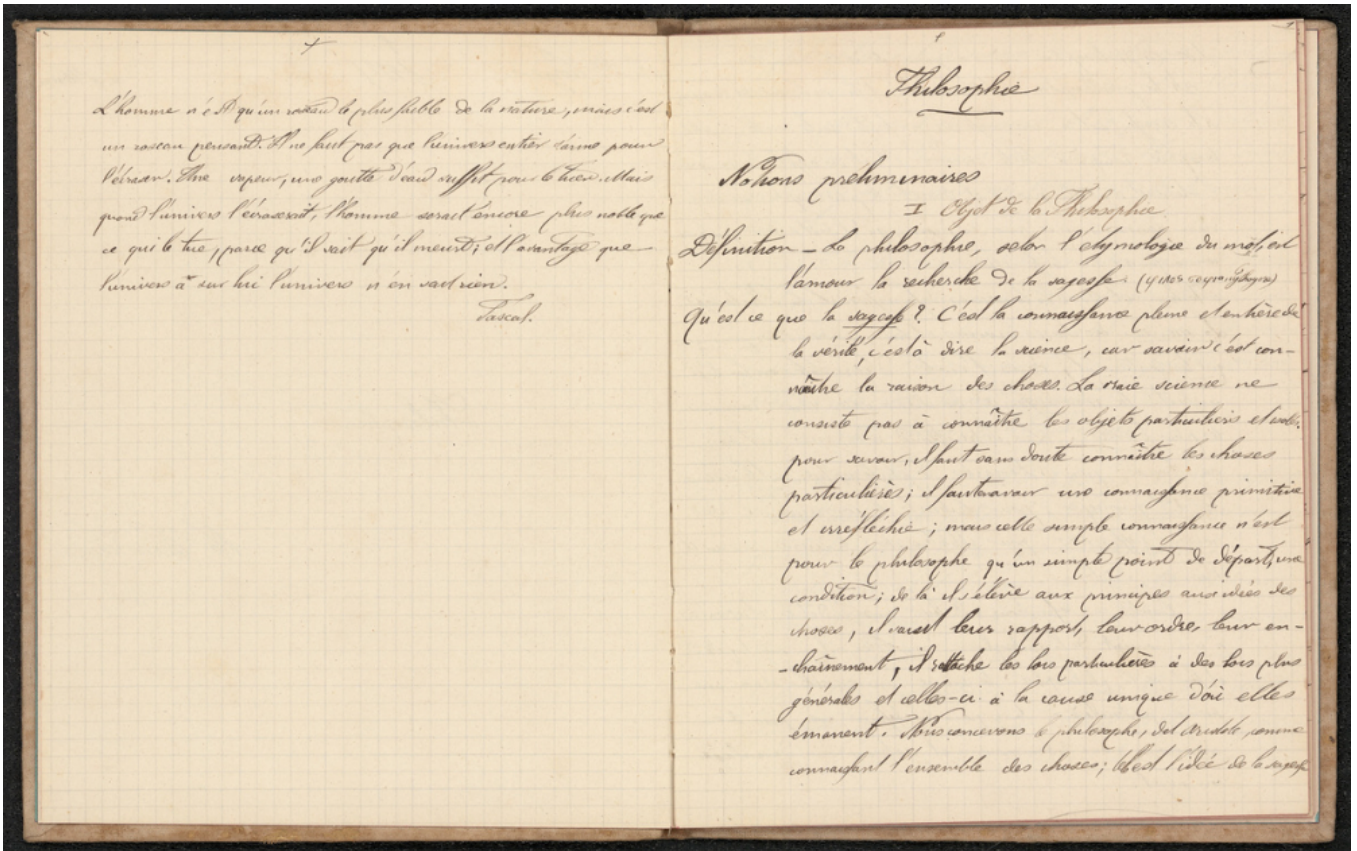 L'homme n'est qu'un roseau le plus faible de la nature, mais c'est
un roseau pensant. Il ne faut pas que l'univers entier s'arme pour
l'écraser. Une vapeur, une goutte d'eau suffit pour le tuer. Mais
quand l'univers l'écraserait, l'homme serait encore plus noble que
ce qui le tue, parce qu'il sait qu'il meurt; et l'avantage que
l'univers a sur lui l'univers n'en sait rien.
Pascal.
Philosophie
Notions préliminaires
I Objet de la Philosophie
Définition - La philosophie, selon l'etymologie du mot, est
l'amour la recherche de la sagesse.
Qu'est ce que la sagesse? C'est la connaissance pleine et entière de
la vérité, c'est à dire la science, car savoir c'est con-
naître la raison des choses. La vraie science ne
consiste pas à connaître les objets particuliers et isolés.
pour savoir, il faut sans doute connaître les choses
particulières; il faut avoir une connaissance primitive
et irréfléchie; mais cette simple connaissance n'est
pour le philosophe qu'un simple point de départ, une
condition; de là il s'élève aux principes aux idées des
choses, il saisit leur rapport, leur ordre, leur en-
-chaînement, il rattache les lois particulières à des lois plus
générales et celles-ci à la cause unique d'où elles
émanent. Nous concevons le philosophe, dit Aristote, comme
connaissant l'ensemble des choses; telle est l'idée de la sagesse